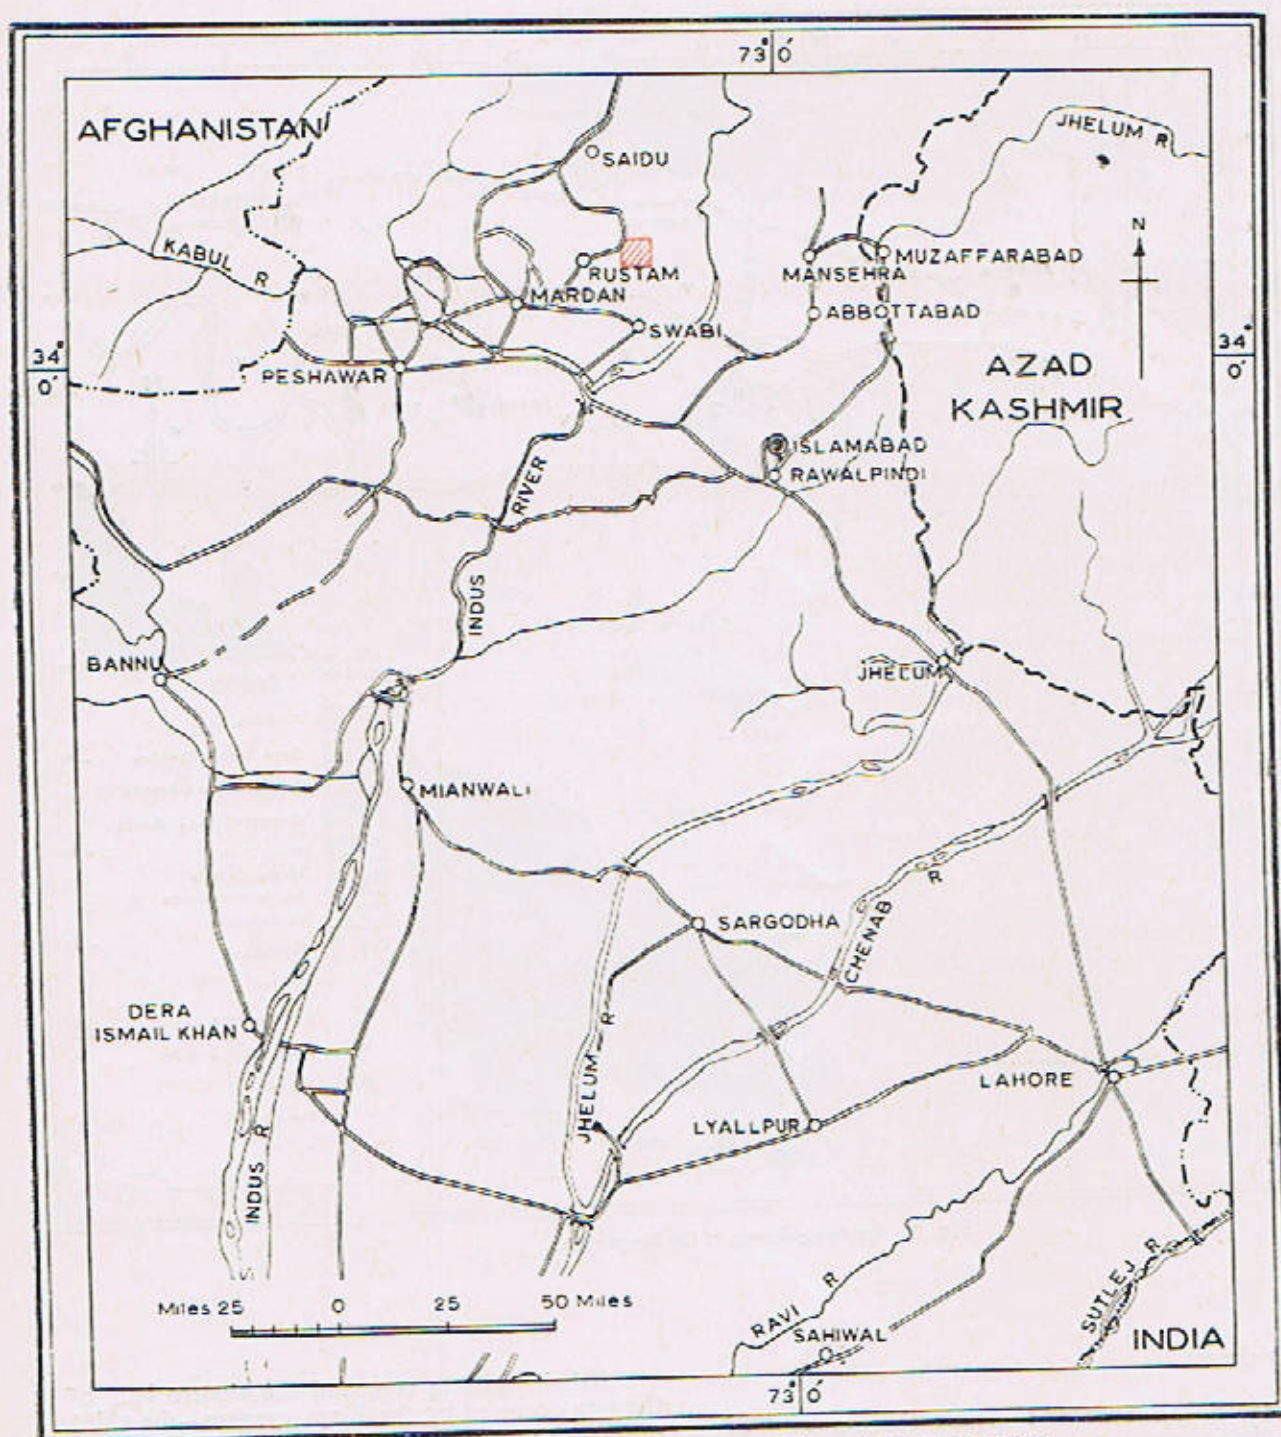 73° 0'
AFGHANISTAN
JHELUM R
SAIDU
N
KABUL R
RUSTAM
MANSEHRA
MUZAFFARABAD
MARDAN
ABBOTTABAD
SWABI
34° 0'
34° 0'
PESHAWAR
AZAD
KASHMIR
ISLAMABAD
RAWALPINDI
INDUS RIVER
BANNU
JHELUM
MIANWALI
SARGODHA
CHENAB R
DERA
ISMAIL KHAN
JHELUM R
LAHORE
LYALLPUR
INDUS R
Miles 25 0 25 50 Miles
RAVI R
SUTLEJ R
SAHIWAL
INDIA
73° 0'